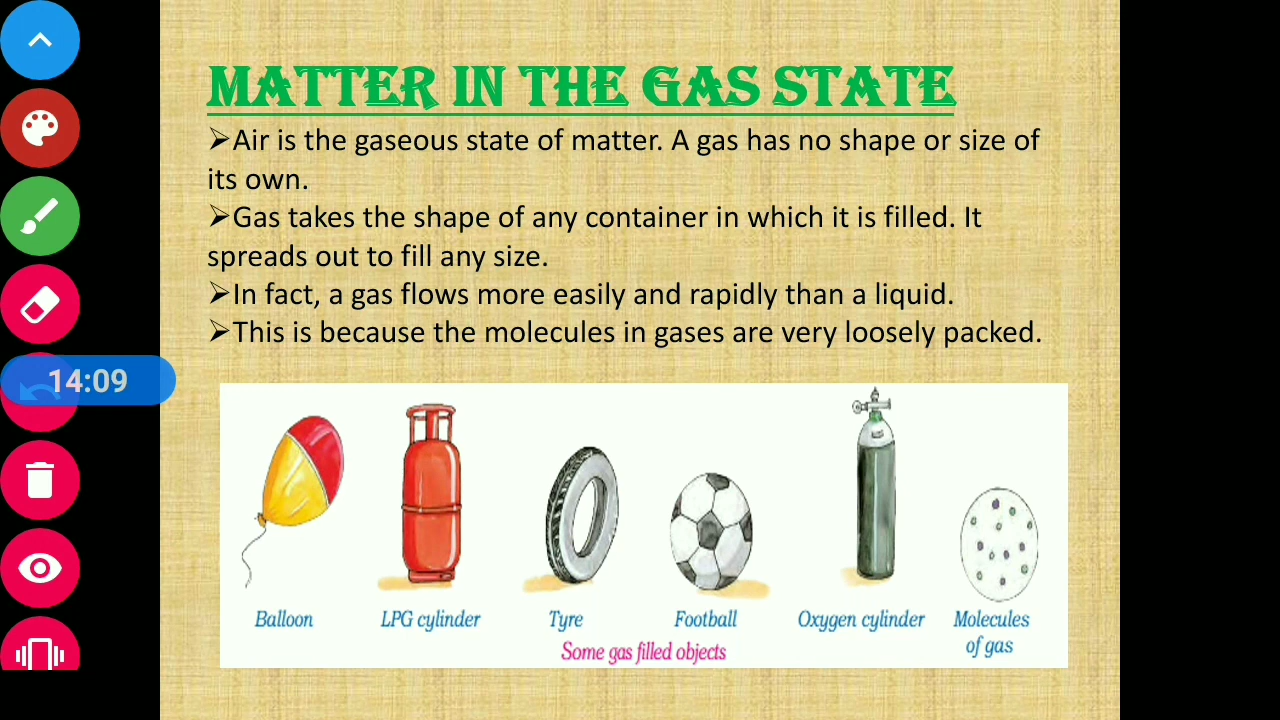 MATTER IN THE GAS STATE
➢Air is the gaseous state of matter. A gas has no shape or size of
its own.
➢Gas takes the shape of any container in which it is filled. It
spreads out to fill any size.
➢In fact, a gas flows more easily and rapidly than a liquid.
➢This is because the molecules in gases are very loosely packed.
14:09
Balloon
LPG cylinder
Tyre
Football
Oxygen cylinder
Molecules
of gas
Some gas filled objects